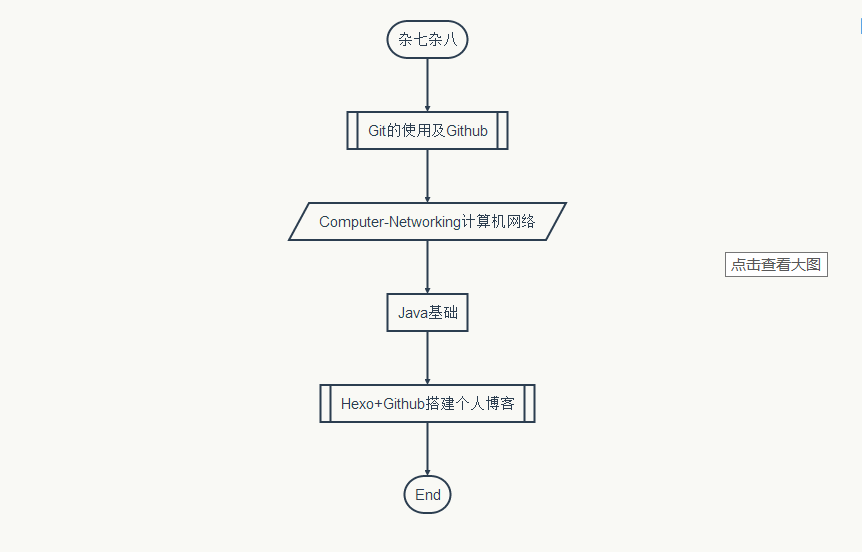 杂七杂八
Git的使用及Github
Computer-Networking计算机网络
点击查看大图
Java基础
Hexo+Github搭建个人博客
End